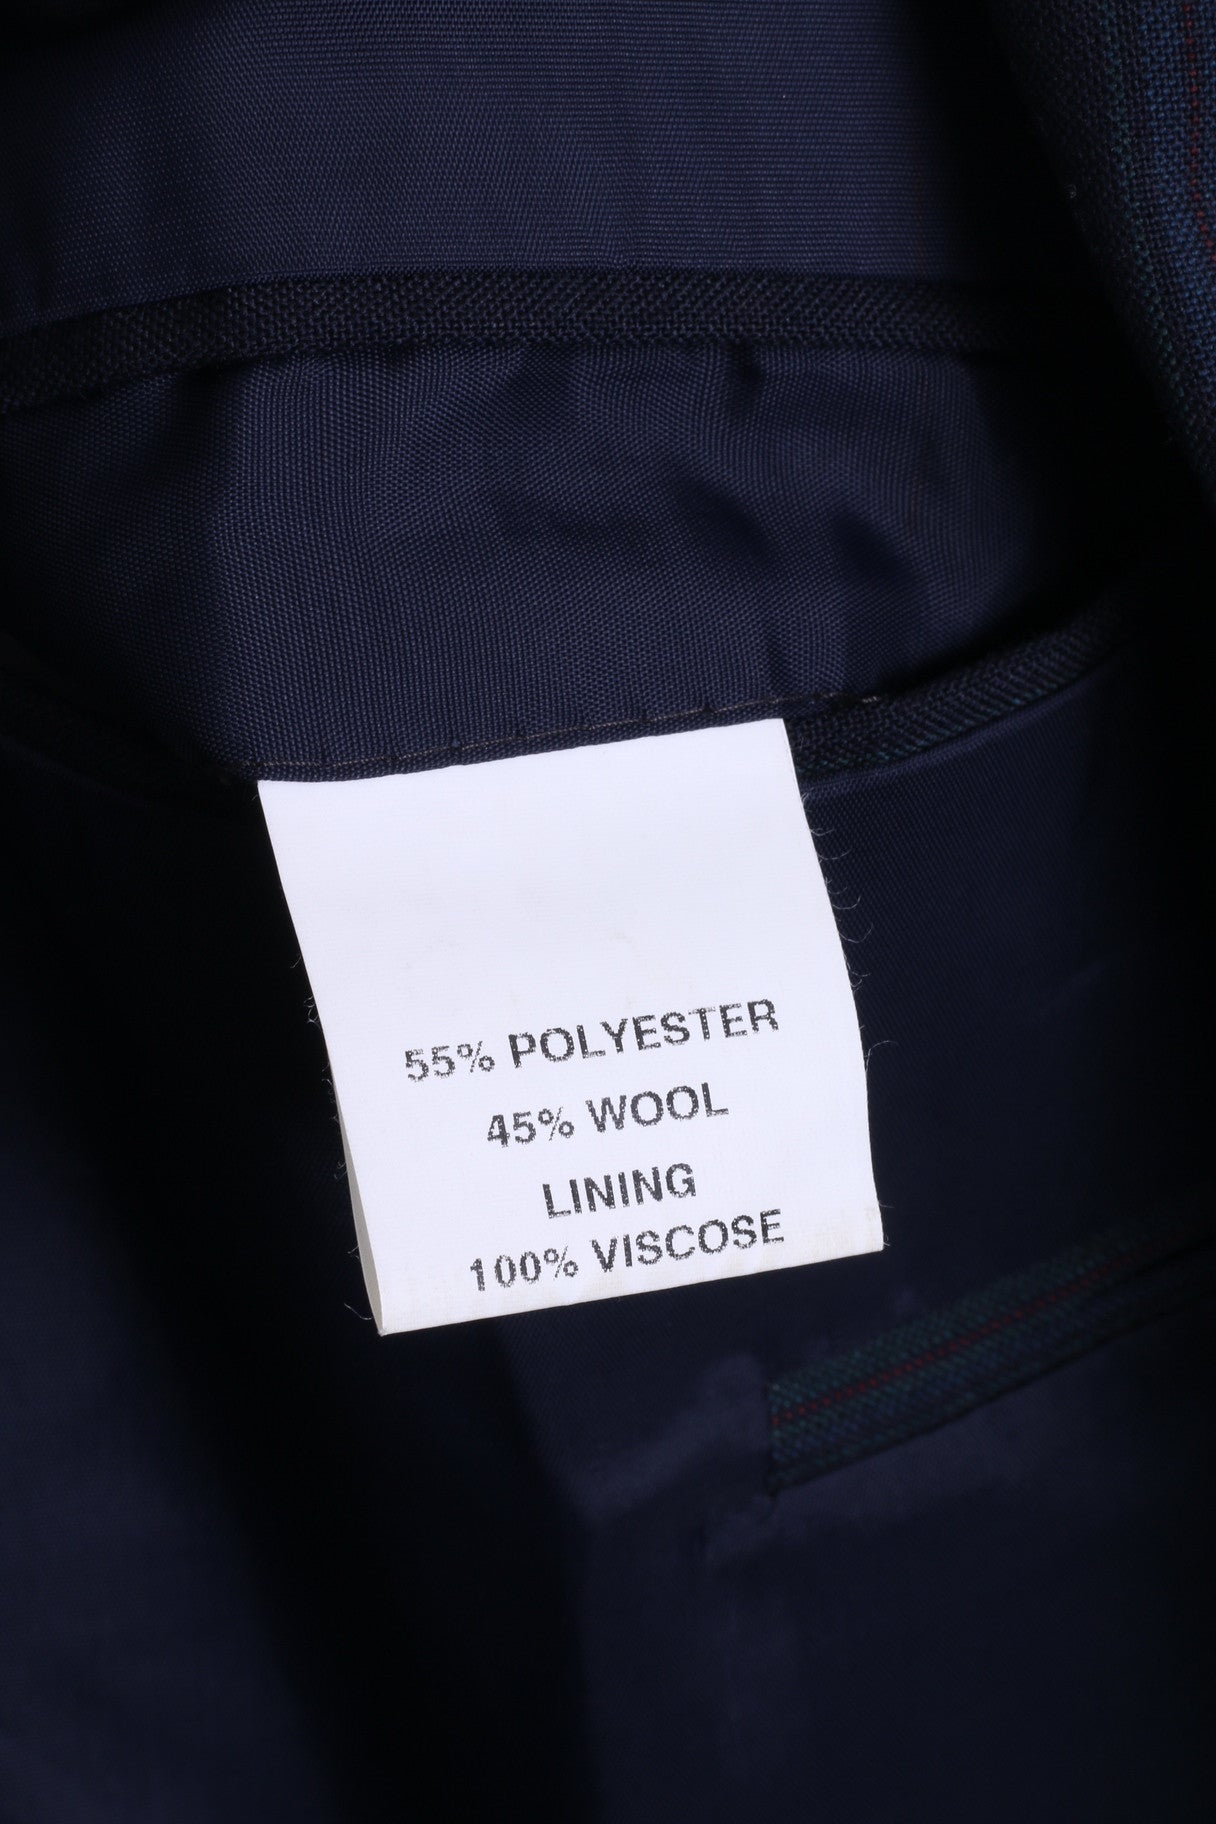 55% POLYESTER
45% WOOL
LINING
100% VISCOSE